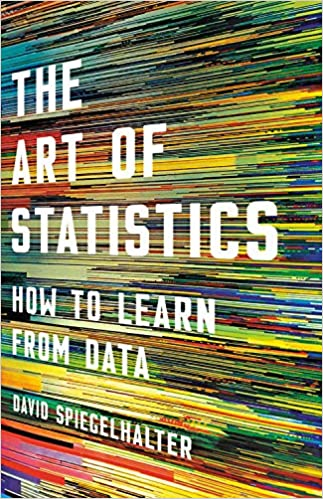 THE
ART OF
STATISTICS
HOW TO LEARN
FROM DATA
DAVID SPIEGELHALTER